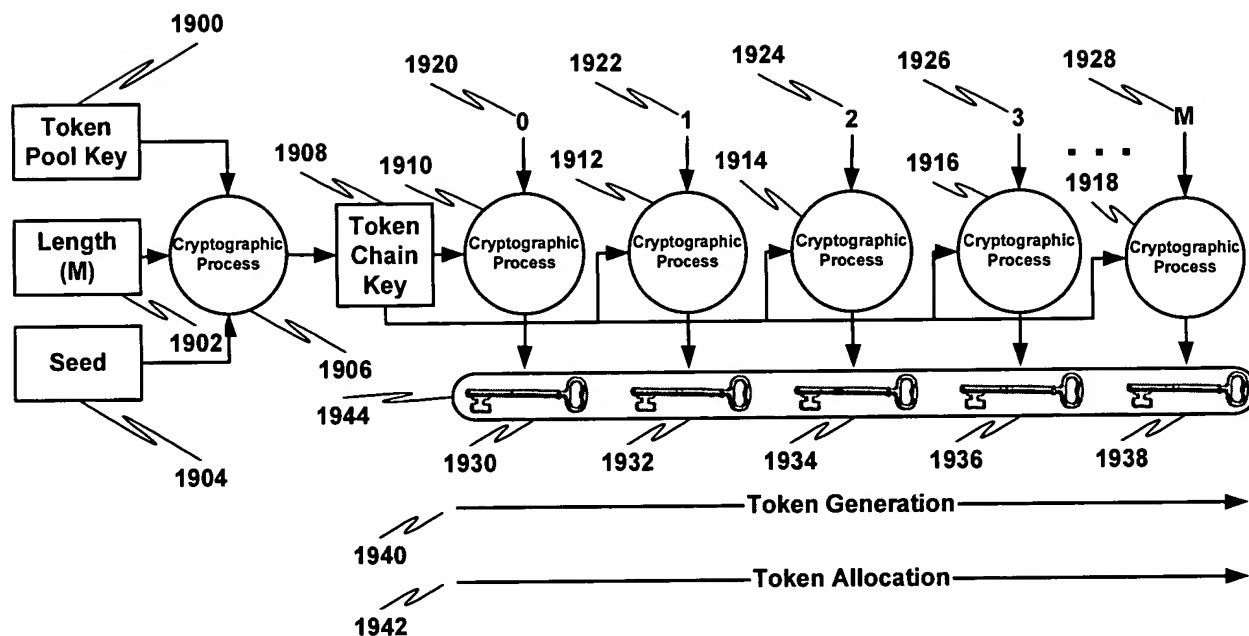 1900
1920
1922
1924
1926
1928
Token
Pool Key
0
1
2
3
M
1908
1910
1912
1914
1916
. . .
1918
Length
(M)
Cryptographic
Process
Token
Chain
Key
Cryptographic
Process
Cryptographic
Process
Cryptographic
Process
Cryptographic
Process
Cryptographic
Process
1902
Seed
1906
1944
1904
1930
1932
1934
1936
1938
Token Generation
1940
Token Allocation
1942